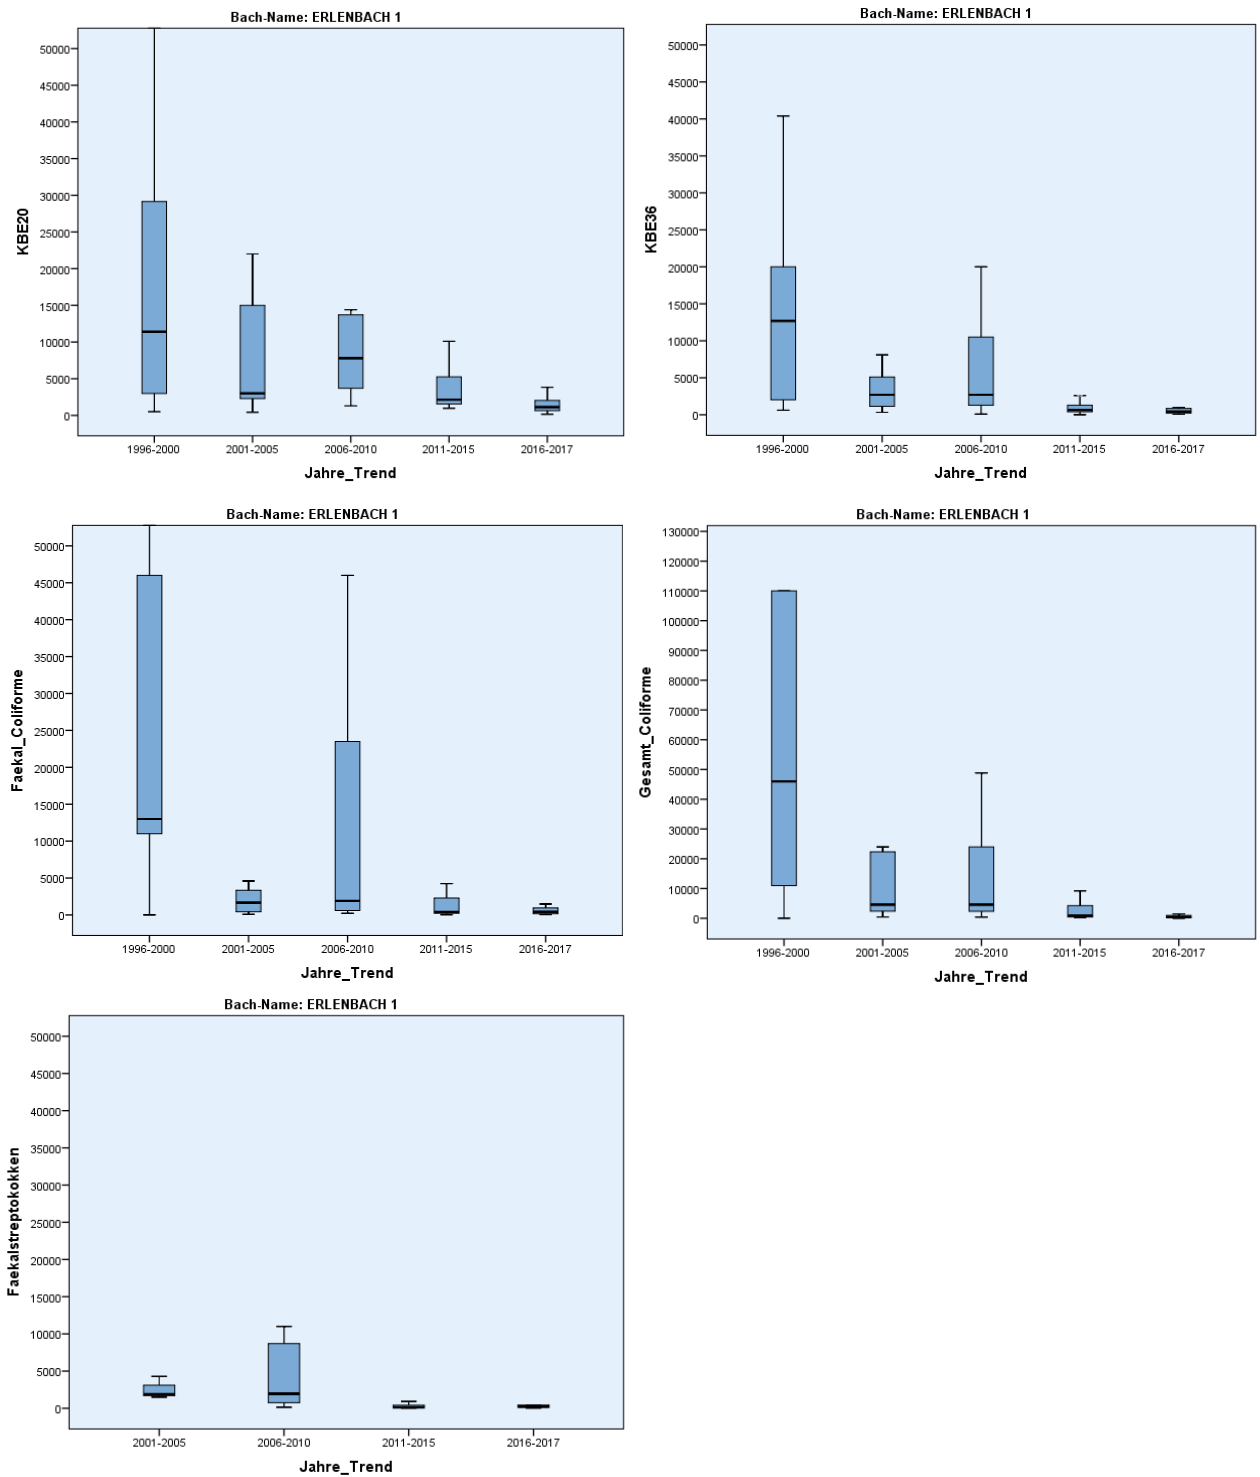 Bach-Name: ERLENBACH 1
KBE20
50000
45000
40000
35000
30000
25000
20000
15000
10000
5000
0
1996-2000 2001-2005 2006-2010 2011-2015 2016-2017
Jahre_Trend
Bach-Name: ERLENBACH 1
KBE36
50000
45000
40000
35000
30000
25000
20000
15000
10000
5000
0
1996-2000 2001-2005 2006-2010 2011-2015 2016-2017
Jahre_Trend
Bach-Name: ERLENBACH 1
Faekal_Coliforme
50000
45000
40000
35000
30000
25000
20000
15000
10000
5000
0
1996-2000 2001-2005 2006-2010 2011-2015 2016-2017
Jahre_Trend
Bach-Name: ERLENBACH 1
Gesamt_Coliforme
130000
120000
110000
100000
90000
80000
70000
60000
50000
40000
30000
20000
10000
0
1996-2000 2001-2005 2006-2010 2011-2015 2016-2017
Jahre_Trend
Bach-Name: ERLENBACH 1
Faekalstreptokokken
50000
45000
40000
35000
30000
25000
20000
15000
10000
5000
0
2001-2005 2006-2010 2011-2015 2016-2017
Jahre_Trend